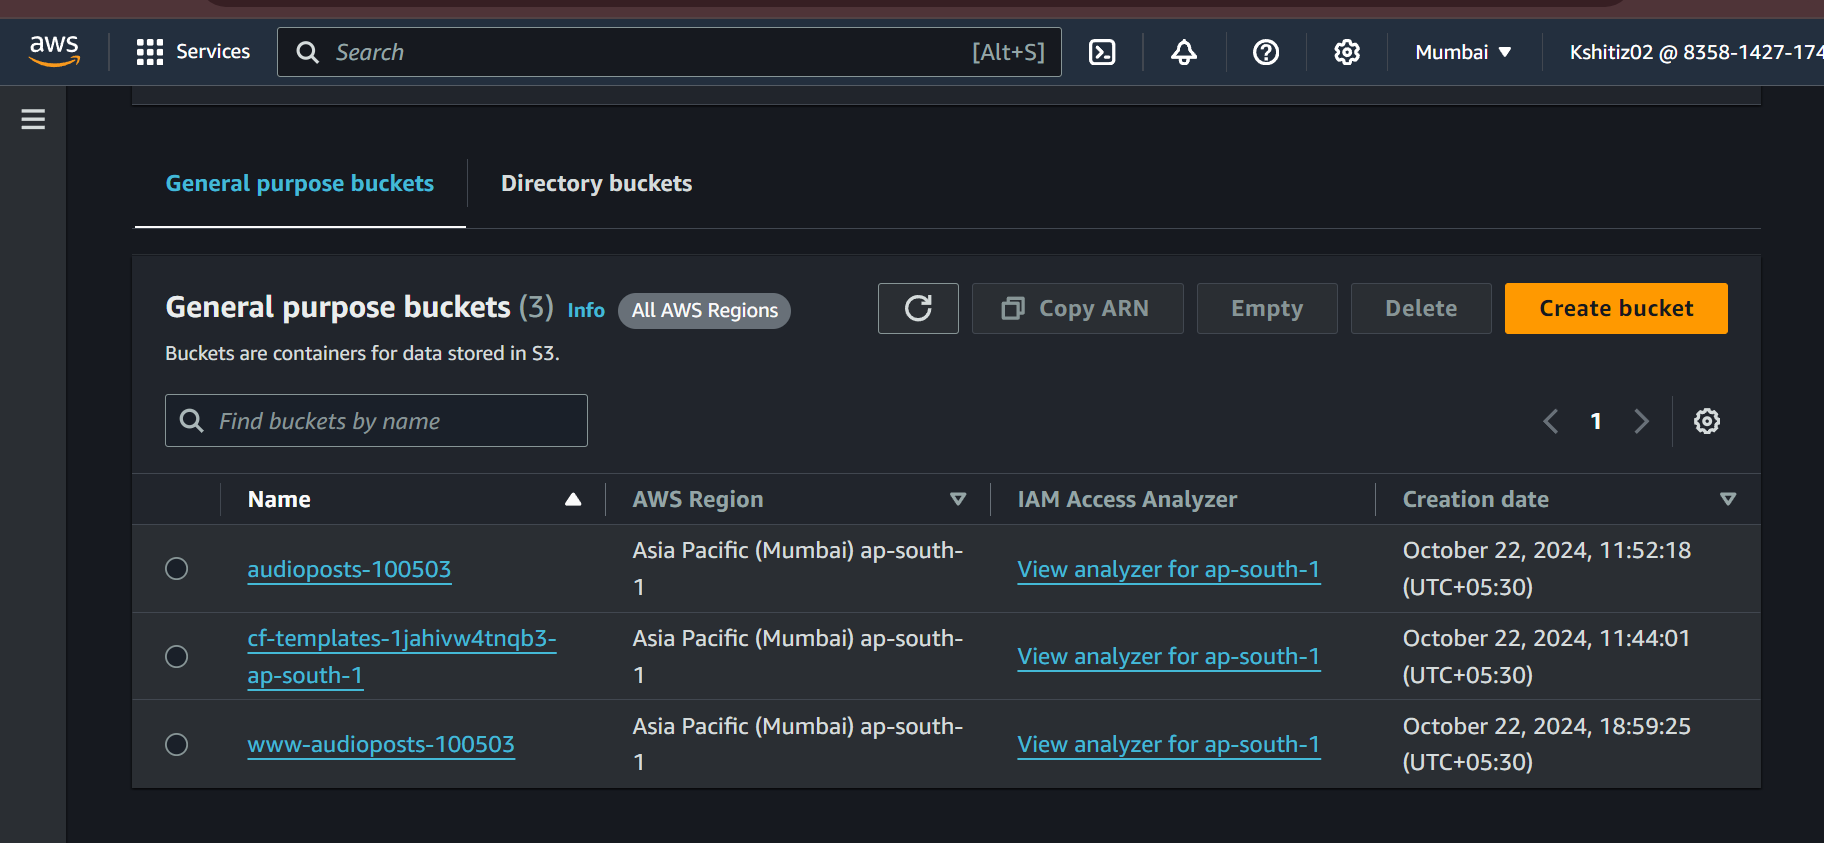 aws Services Search [Alt+S] Mumbai Kshitiz02 @ 8358-1427-174
General purpose buckets Directory buckets
General purpose buckets (3) Info All AWS Regions Copy ARN Empty Delete Create bucket
Buckets are containers for data stored in S3.
Find buckets by name 1
Name AWS Region IAM Access Analyzer Creation date
audioposts-100503
Asia Pacific (Mumbai) ap-south-
1
View analyzer for ap-south-1
October 22, 2024, 11:52:18
(UTC+05:30)
cf-templates-1jahivw4tnqb3-
ap-south-1
Asia Pacific (Mumbai) ap-south-
1
View analyzer for ap-south-1
October 22, 2024, 11:44:01
(UTC+05:30)
www-audioposts-100503
Asia Pacific (Mumbai) ap-south-
1
View analyzer for ap-south-1
October 22, 2024, 18:59:25
(UTC+05:30)